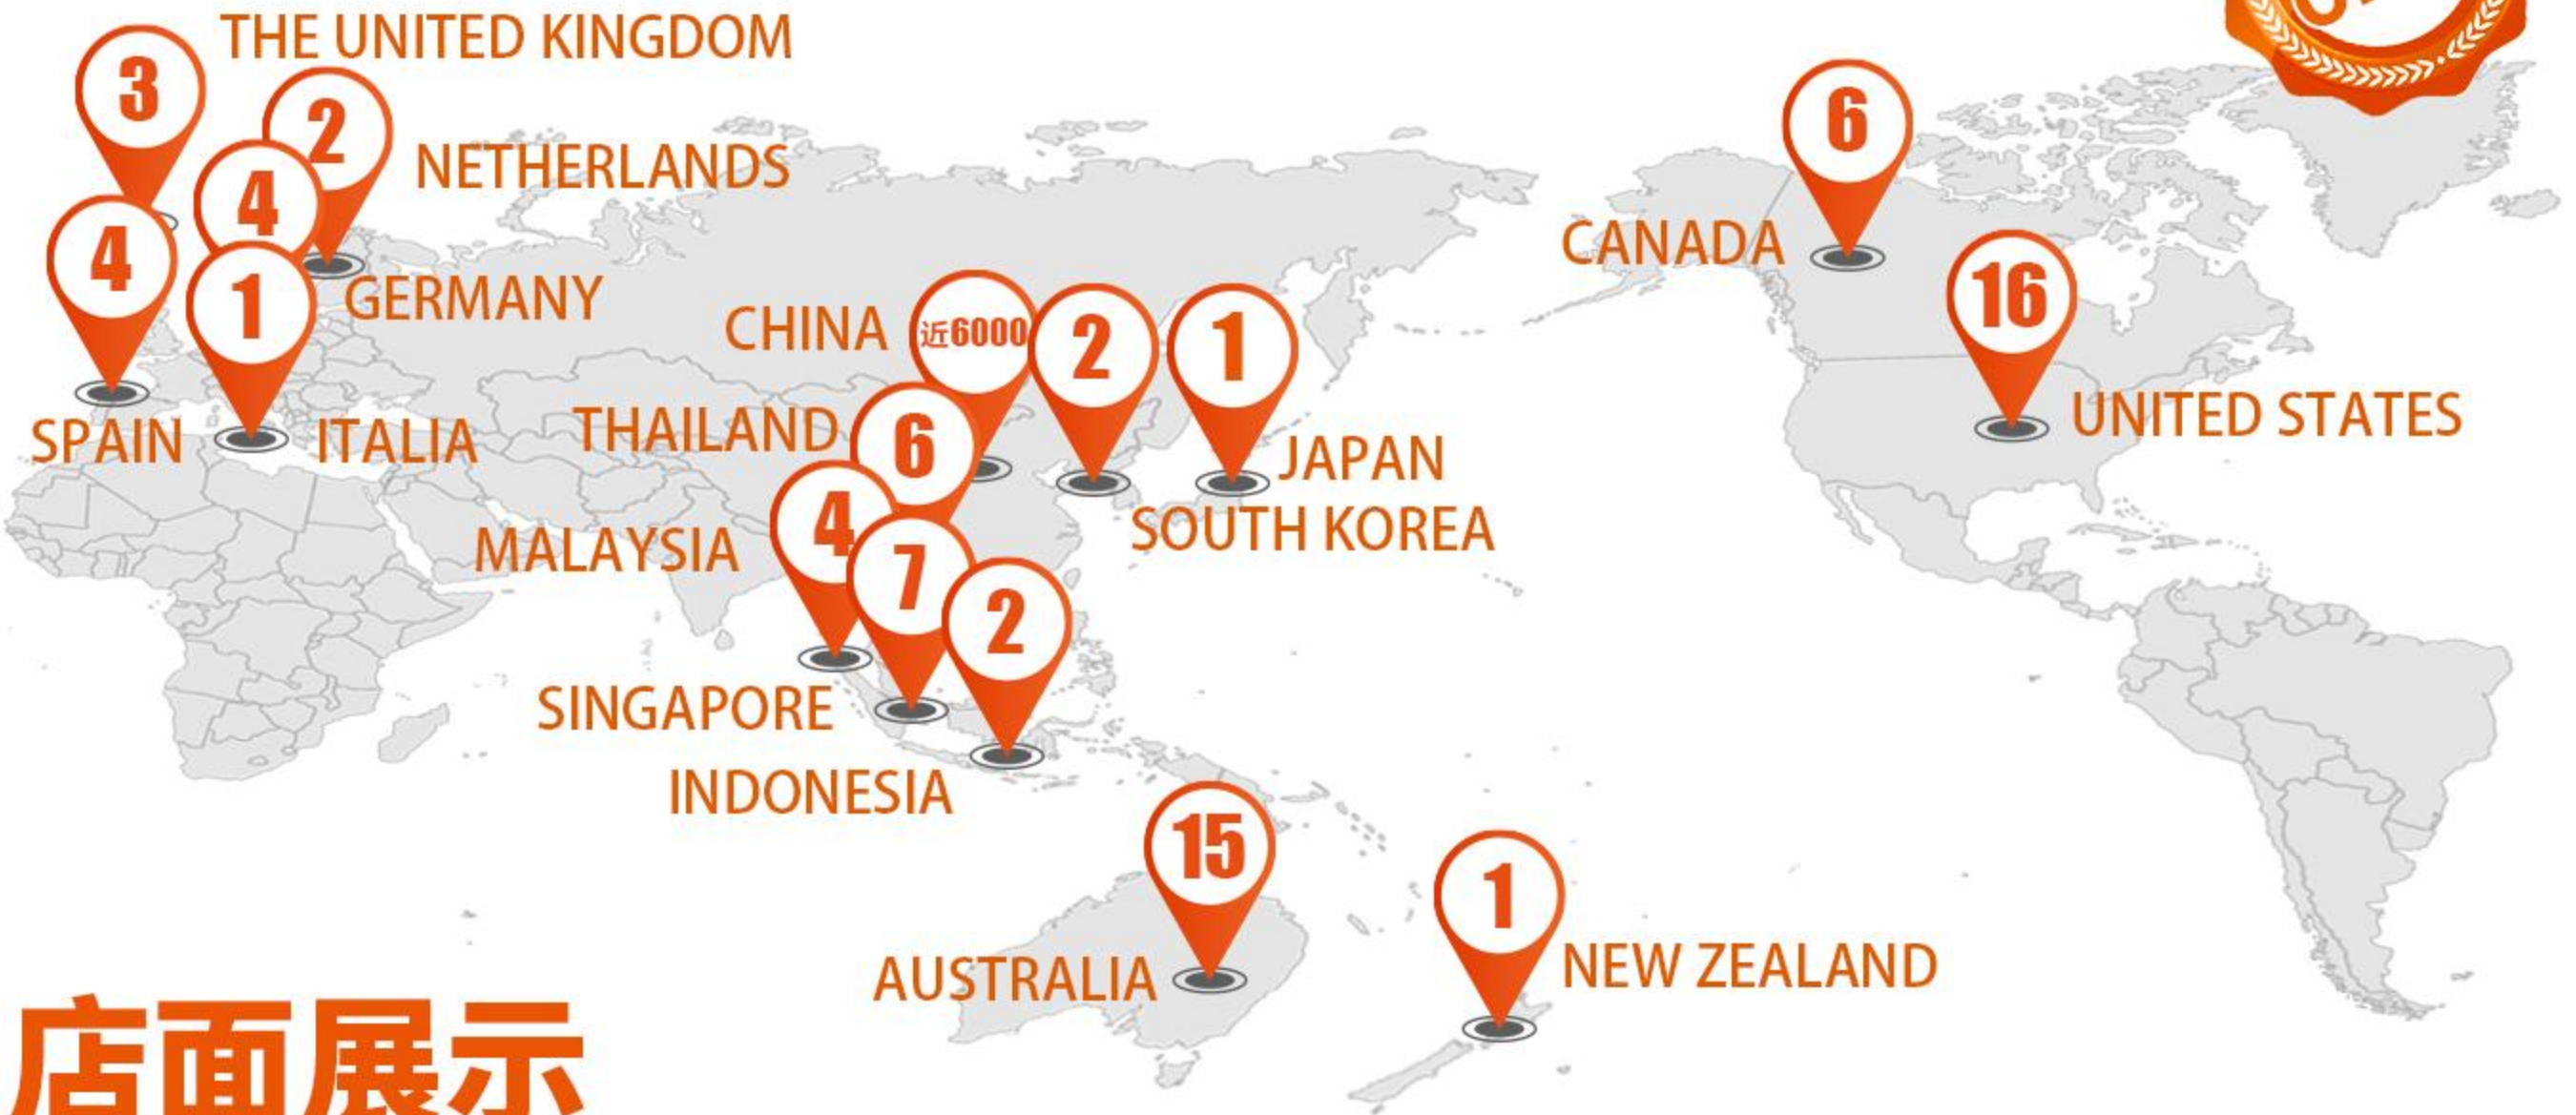 THE UNITED KINGDOM
3
2
NETHERLANDS
4
4
1
GERMANY
SPAIN
ITALIA
CHINA
近6000
2
1
THAILAND
6
JAPAN
SOUTH KOREA
MALAYSIA
4
7
2
SINGAPORE
INDONESIA
6
CANADA
16
UNITED STATES
15
AUSTRALIA
1
NEW ZEALAND
店面展示